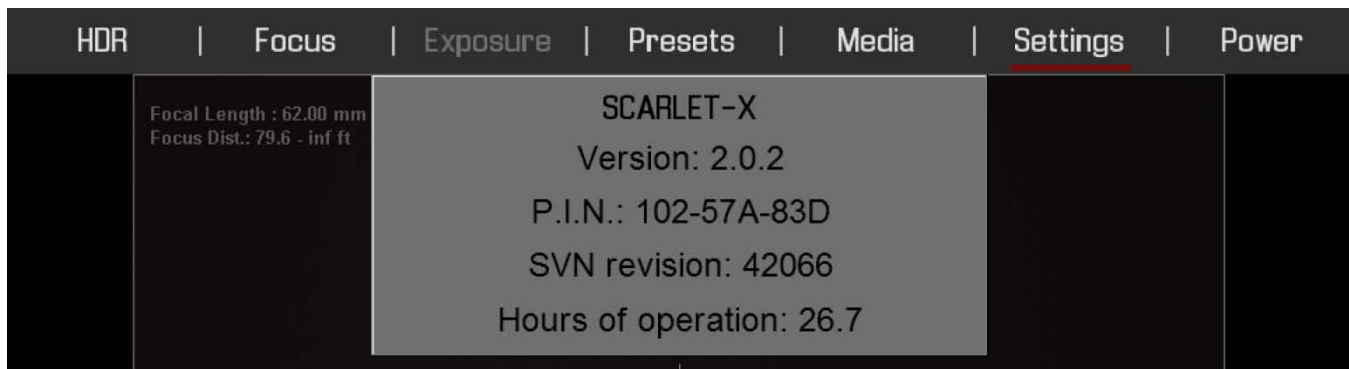 HDR | Focus | Exposure | Presets | Media | Settings | Power
Focal Length : 62.00 mm
Focus Dist.: 79.6 - inf ft
SCARLET-X
Version: 2.0.2
P.I.N.: 102-57A-83D
SVN revision: 42066
Hours of operation: 26.7